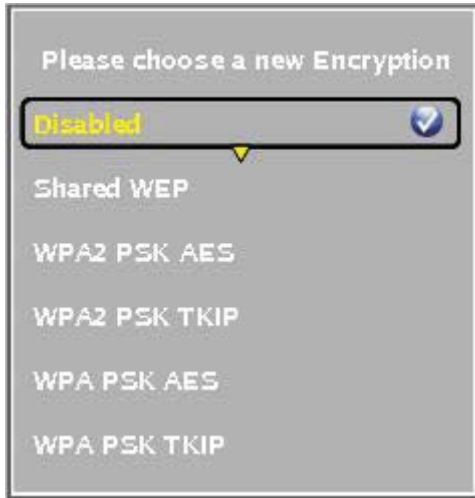 Please choose a new Encryption
Disabled
Shared WEP
WPA2 PSK AES
WPA2 PSK TKIP
WPA PSK AES
WPA PSK TKIP